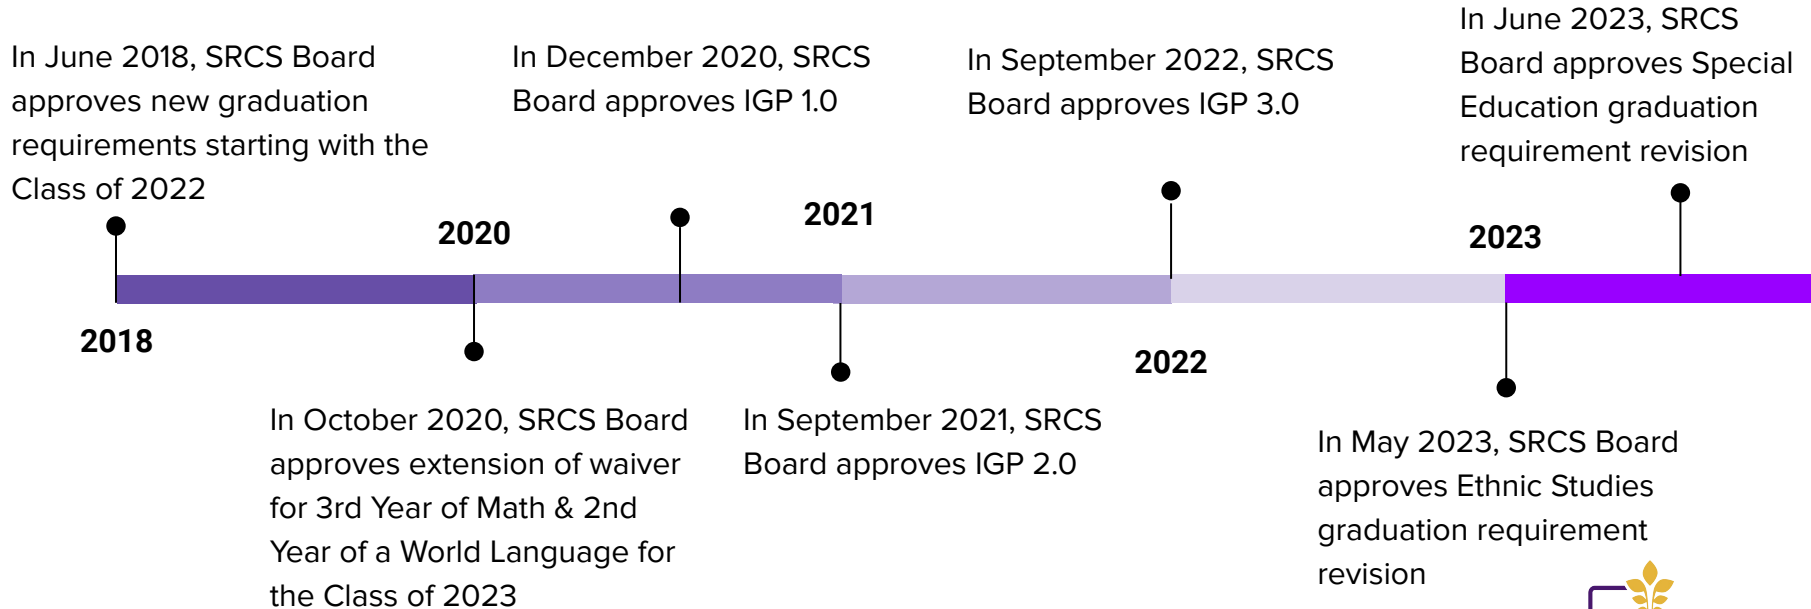 In June 2018, SRCS Board
approves new graduation
requirements starting with the
Class of 2022
In December 2020, SRCS
Board approves IGP 1.0
In September 2022, SRCS
Board approves IGP 3.0
In June 2023, SRCS
Board approves Special
Education graduation
requirement revision
2020
2021
2023
2018
2022
In October 2020, SRCS Board
approves extension of waiver
for 3rd Year of Math & 2nd
Year of a World Language for
the Class of 2023
In September 2021, SRCS
Board approves IGP 2.0
In May 2023, SRCS Board
approves Ethnic Studies
graduation requirement
revision